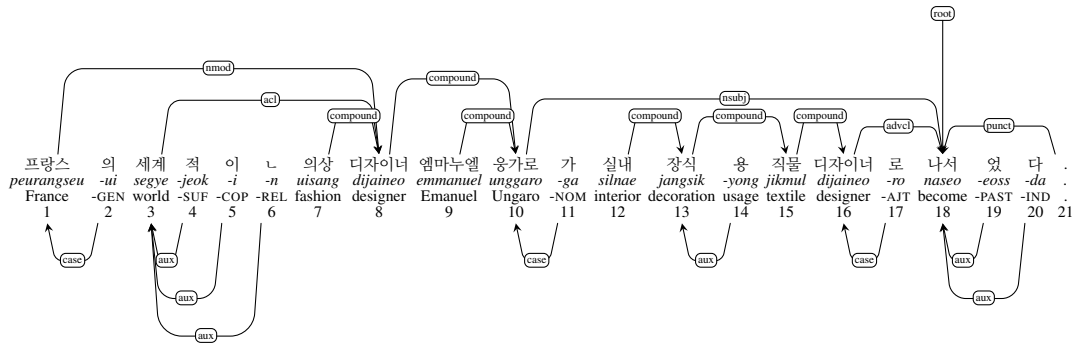 root
nmod
compound
acl
nsubj
compound
compound
compound
compound
compound
advcl
punct
프랑스 의 세계 적 이 ㄴ 의상 디자이너 엠마누엘 웅가로 가 실내 장식 용 직물 디자이너 로 나서 었 다 .
peurangseu -ui segye -jeok -i -n uisang dijaineo emmanuel unggaro -ga silnae jangsik -yong jikmul dijaineo -ro naseo -eoss -da .
France -GEN world -SUF -COP -REL fashion designer Emanuel Ungaro -NOM interior decoration usage textile designer -AJT become -PAST -IND .
1 2 3 4 5 6 7 8 9 10 11 12 13 14 15 16 17 18 19 20 21
case
aux
case
aux
case
aux
aux
aux
aux